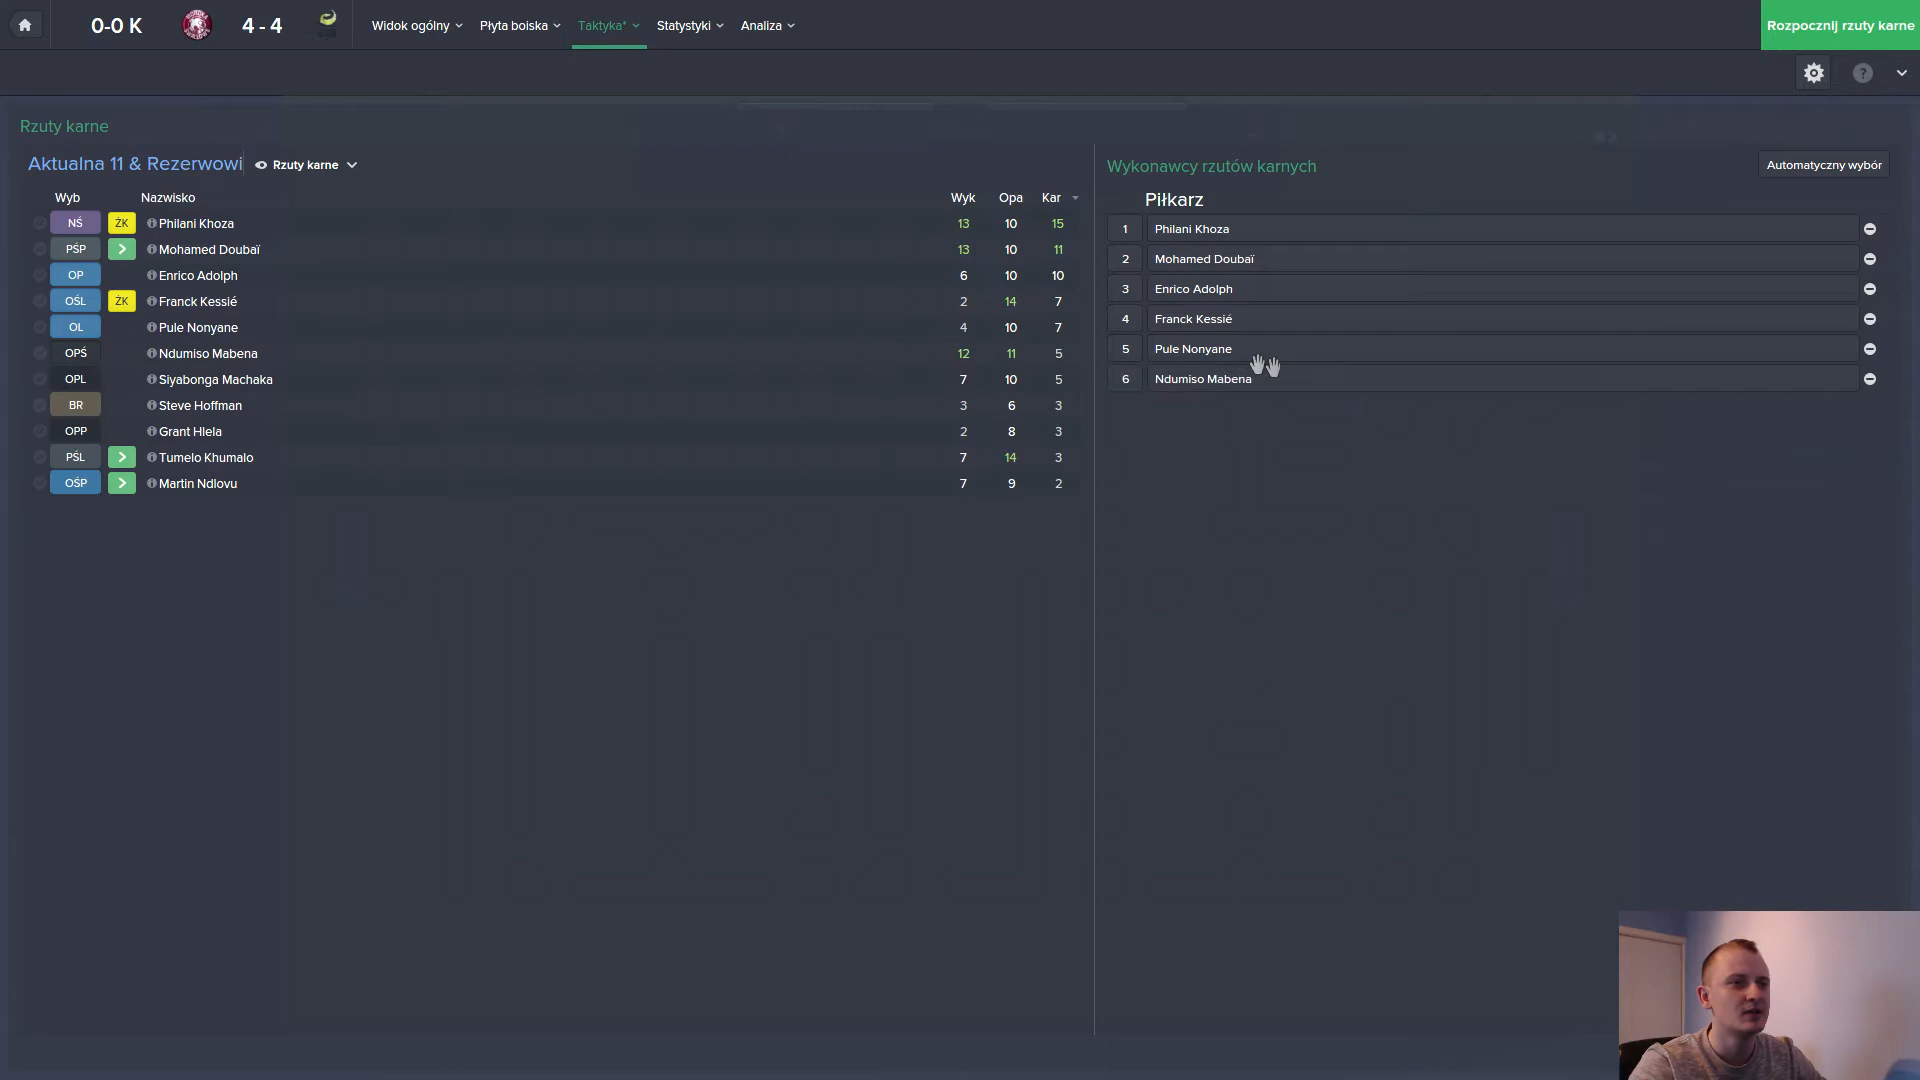 0-0 K 4 - 4 Widok ogólny Płyta boiska Taktyka* Statystyki Analiza Rozpocznij rzuty karne
?
Rzuty karne
Aktualna 11 & Rezerwowi Rzuty karne
Wyb Nazwisko Wyk Opa Kar
NŚ ŻK Philani Khoza 13 10 15
PŚP Mohamed Doubaï 13 10 11
OP Enrico Adolph 6 10 10
OŚL ŻK Franck Kessié 2 14 7
OL Pule Nonyane 4 10 7
OPŚ Ndumiso Mabena 12 11 5
OPL Siyabonga Machaka 7 10 5
BR Steve Hoffman 3 6 3
OPP Grant Hlela 2 8 3
PŚL Tumelo Khumalo 7 14 3
OŚP Martin Ndlovu 7 9 2
Wykonawcy rzutów karnych Automatyczny wybór
Piłkarz
1 Philani Khoza
2 Mohamed Doubaï
3 Enrico Adolph
4 Franck Kessié
5 Pule Nonyane
6 Ndumiso Mabena